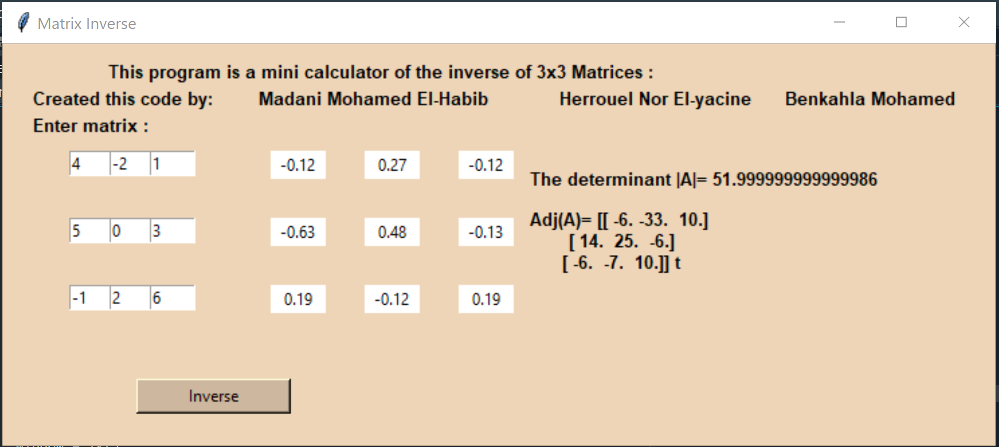 Matrix Inverse
This program is a mini calculator of the inverse of 3x3 Matrices :
Created this code by: Madani Mohamed El-Habib Herrouel Nor El-yacine Benkahla Mohamed
Enter matrix :
4 -2 1 -0.12 0.27 -0.12
The determinant |A|= 51.999999999999986
Adj(A)= [[ -6. -33. 10.]
5 0 3 -0.63 0.48 -0.13
[ 14. 25. -6.]
[ -6. -7. 10.]] t
-1 2 6 0.19 -0.12 0.19
Inverse